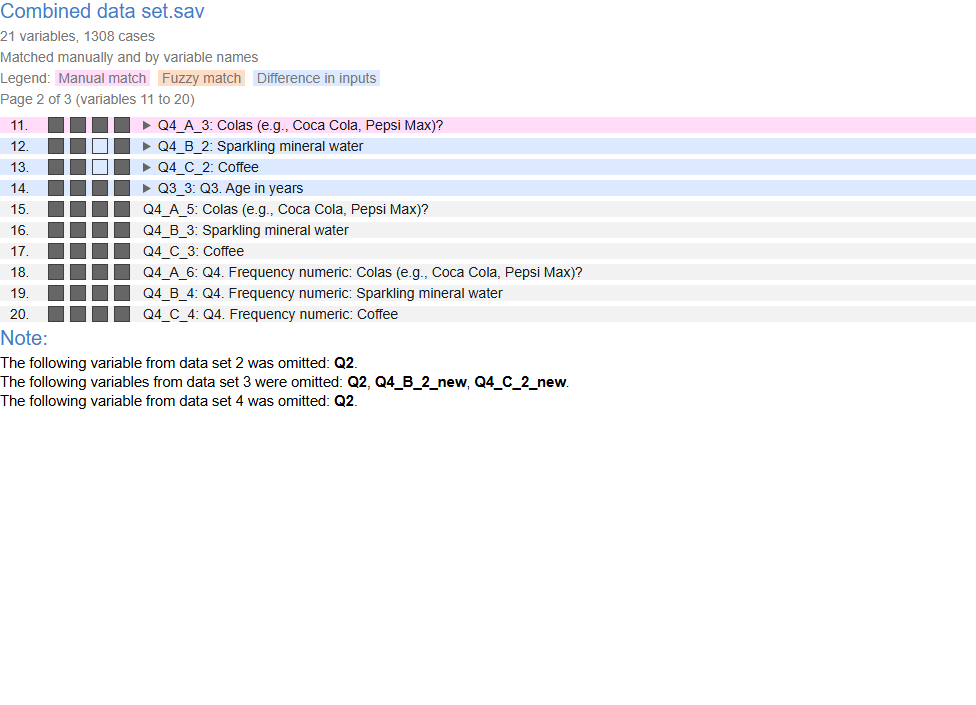 Combined data set.sav
21 variables, 1308 cases
Matched manually and by variable names
Legend: Manual match Fuzzy match Difference in inputs
Page 2 of 3 (variables 11 to 20)
11. Q4_A_3: Colas (e.g., Coca Cola, Pepsi Max)?
12. Q4_B_2: Sparkling mineral water
13. Q4_C_2: Coffee
14. Q3_3: Q3. Age in years
15. Q4_A_5: Colas (e.g., Coca Cola, Pepsi Max)?
16. Q4_B_3: Sparkling mineral water
17. Q4_C_3: Coffee
18. Q4_A_6: Q4. Frequency numeric: Colas (e.g., Coca Cola, Pepsi Max)?
19. Q4_B_4: Q4. Frequency numeric: Sparkling mineral water
20. Q4_C_4: Q4. Frequency numeric: Coffee
Note:
The following variable from data set 2 was omitted: Q2.
The following variables from data set 3 were omitted: Q2, Q4_B_2_new, Q4_C_2_new.
The following variable from data set 4 was omitted: Q2.